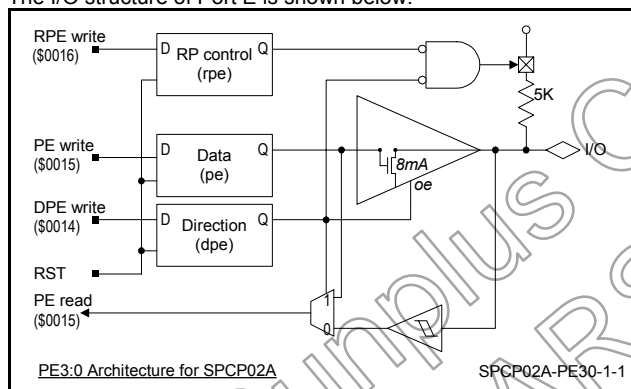 The I/O structure of Port E is shown below:
RPE write
($0016)
D
RP control
(rpe)
Q
5K
PE write
($0015)
D
Data
(pe)
Q
8mA
oe
I/O
DPE write
($0014)
D
Direction
(dpe)
Q
RST
PE read
($0015)
1
0
PE3:0 Architecture for SPCP02A
SPCP02A-PE30-1-1